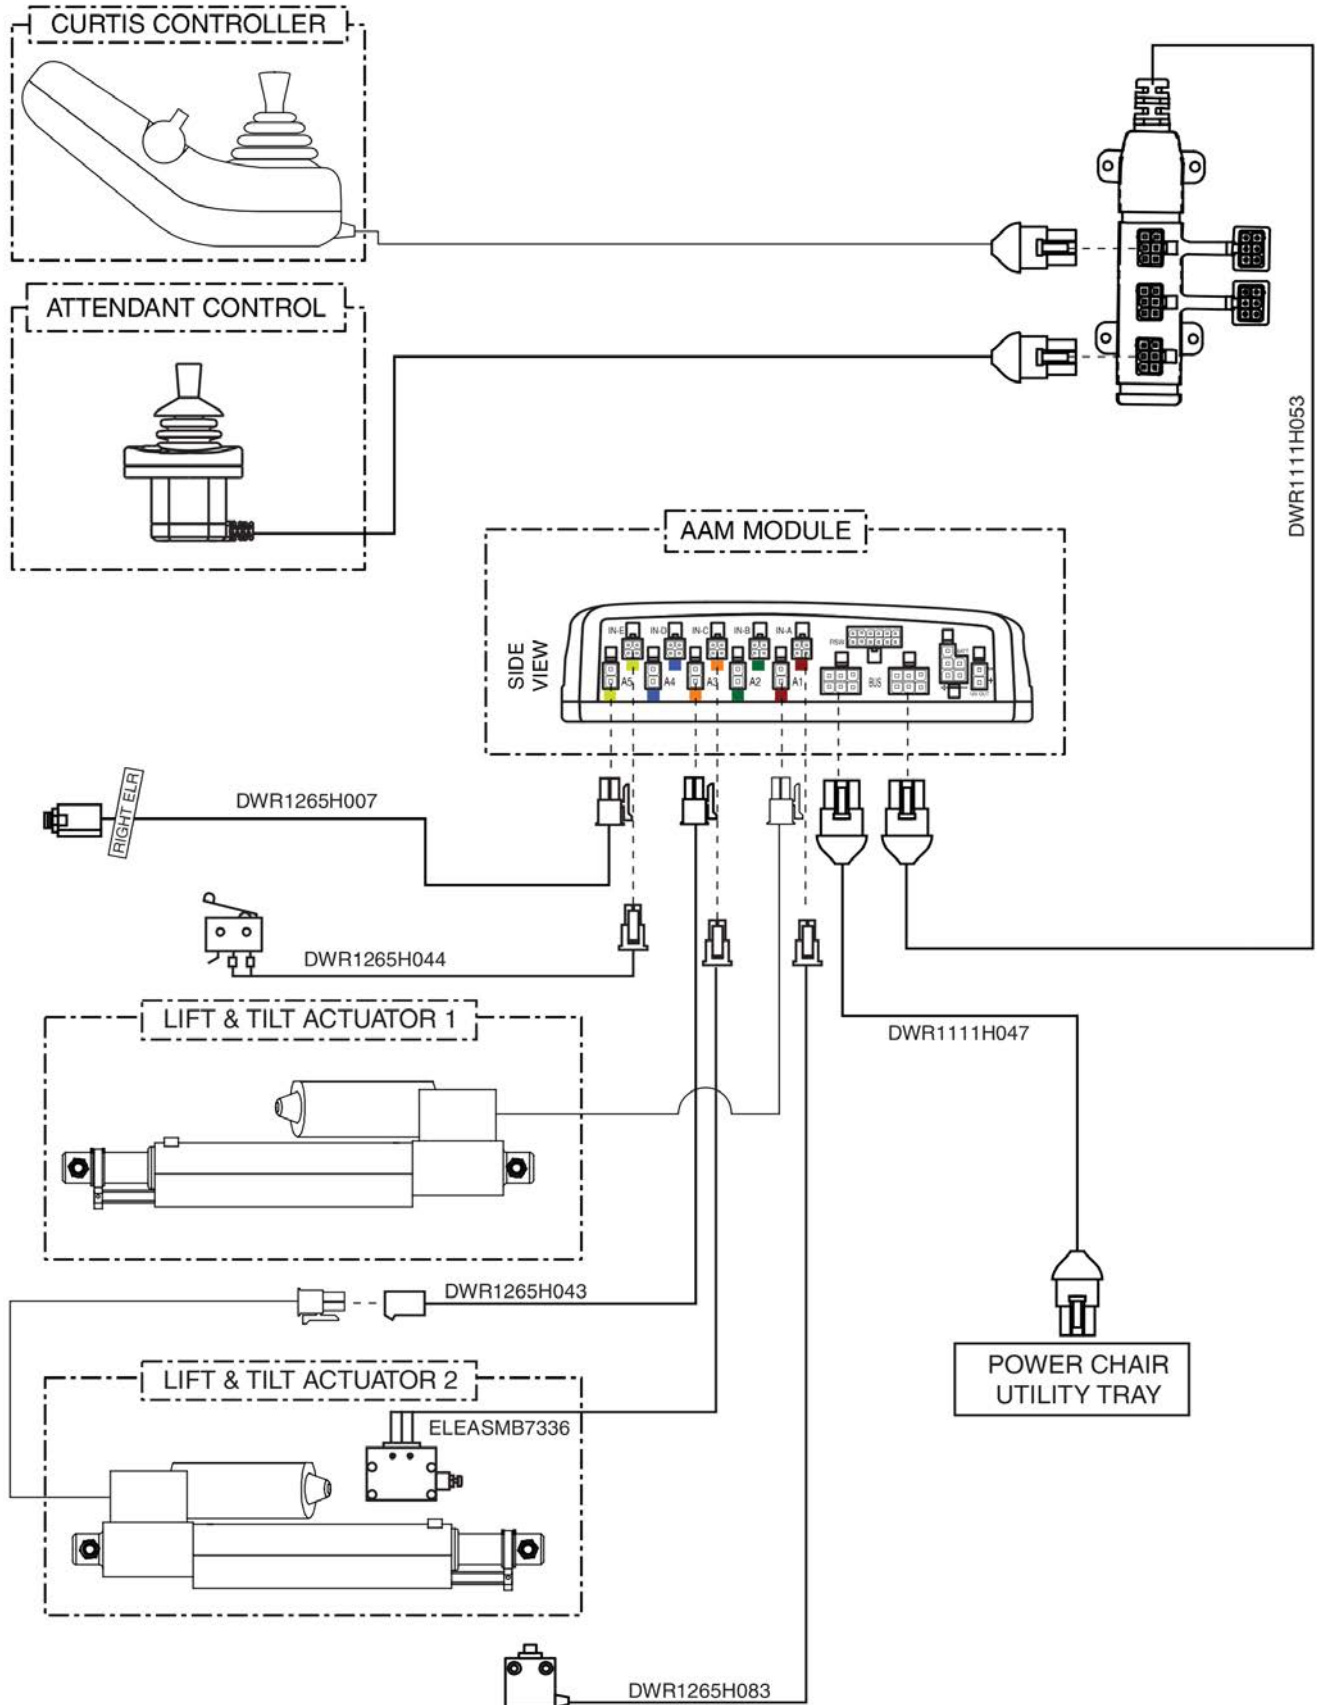 CURTIS CONTROLLER
ATTENDANT CONTROL
DWR1111H053
AAM MODULE
SIDE
VIEW
IN-E
IN-D
IN-C
IN-B
IN-A
A5
A4
A3
A2
A1
BUS
DWR1265H007
RIGHT ELR
DWR1265H044
LIFT & TILT ACTUATOR 1
DWR1111H047
DWR1265H043
POWER CHAIR
UTILITY TRAY
LIFT & TILT ACTUATOR 2
ELEASMB7336
DWR1265H083